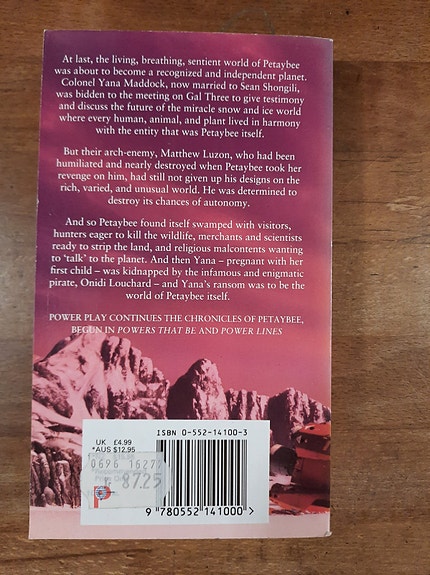 At last, the living, breathing, sentient world of Petaybee
was about to become a recognized and independent planet.
Colonel Yana Maddock, now married to Sean Shongili,
was bidden to the meeting on Gal Three to give testimony
and discuss the future of the miracle snow and ice world
where every human, animal, and plant lived in harmony
with the entity that was Petaybee itself.
But their arch-enemy, Matthew Luzon, who had been
humiliated and nearly destroyed when Petaybee took her
revenge on him, had still not given up his designs on the
rich, varied, and unusual world. He was determined to
destroy its chances of autonomy.
And so Petaybee found itself swamped with visitors,
hunters eager to kill the wildlife, merchants and scientists
ready to strip the land, and religious malcontents wanting
to ‘talk’ to the planet. And then Yana – pregnant with her
first child – was kidnapped by the infamous and enigmatic
pirate, Onidi Louchard – and Yana's ransom was to be the
world of Petaybee itself.
POWER PLAY CONTINUES THE CHRONICLES OF PETAYBEE,
BEGUN IN POWERS THAT BE AND POWER LINES
ISBN 0-552-14100-3
UK £4.99
*AUS $12.95
0696 1627
8725
9 780552 141000 >